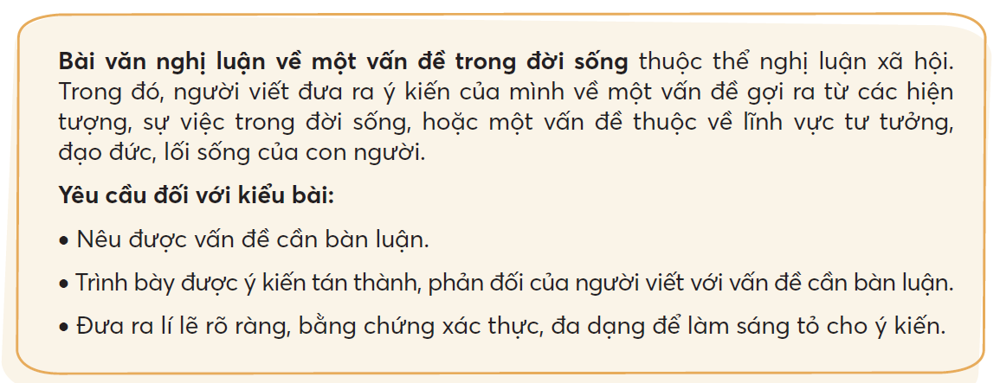 Bài văn nghị luận về một vấn đề trong đời sống thuộc thể nghị luận xã hội.
Trong đó, người viết đưa ra ý kiến của mình về một vấn đề gợi ra từ các hiện
tượng, sự việc trong đời sống, hoặc một vấn đề thuộc về lĩnh vực tư tưởng,
đạo đức, lối sống của con người.
Yêu cầu đối với kiểu bài:
• Nêu được vấn đề cần bàn luận.
• Trình bày được ý kiến tán thành, phản đối của người viết với vấn đề cần bàn luận.
• Đưa ra lí lẽ rõ ràng, bằng chứng xác thực, đa dạng để làm sáng tỏ cho ý kiến.